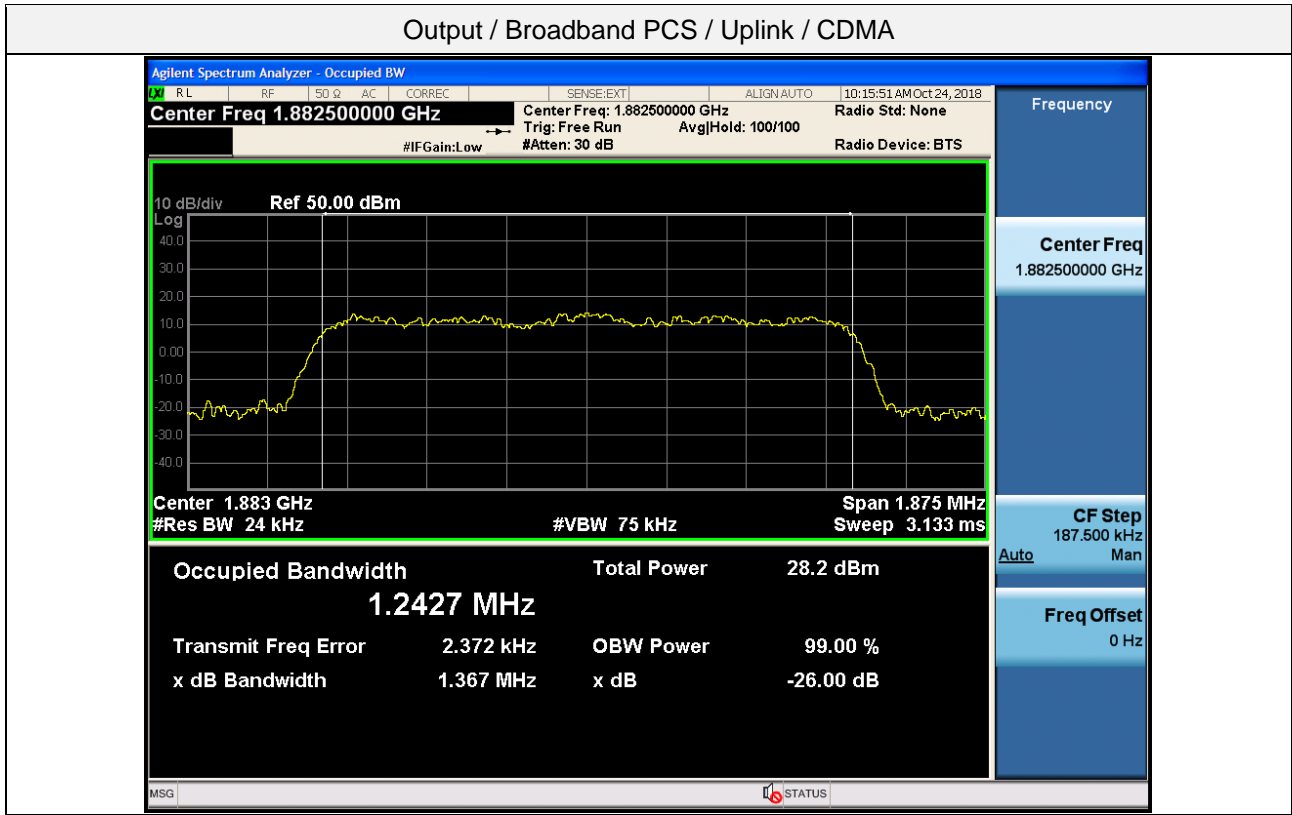 Output / Broadband PCS / Uplink / CDMA
Agilent Spectrum Analyzer - Occupied BW
LXI RL RF 50 Ω AC CORREC SENSE:EXT ALIGN AUTO 10:15:51 AM Oct 24, 2018
Center Freq 1.882500000 GHz
Center Freq: 1.882500000 GHz
Radio Std: None
Trig: Free Run Avg|Hold: 100/100
#IFGain:Low
#Atten: 30 dB
Radio Device: BTS
Frequency
10 dB/div Ref 50.00 dBm
Log
40.0
30.0
20.0
10.0
0.00
-10.0
-20.0
-30.0
-40.0
Center 1.883 GHz Span 1.875 MHz
#Res BW 24 kHz #VBW 75 kHz Sweep 3.133 ms
Occupied Bandwidth Total Power 28.2 dBm
1.2427 MHz
Transmit Freq Error 2.372 kHz OBW Power 99.00 %
x dB Bandwidth 1.367 MHz x dB -26.00 dB
Center Freq
1.882500000 GHz
CF Step
187.500 kHz
Auto Man
Freq Offset
0 Hz
MSG STATUS